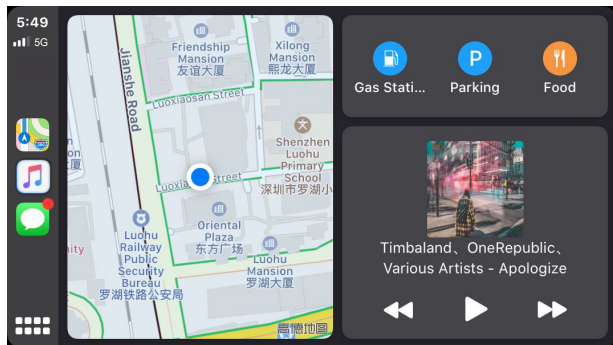 5:49
5G
Jianshe Road
Friendship
Mansion
友谊大厦
Xilong
Mansion
熙龙大厦
Luoxiaosan Street
Shenzhen
Luohu
Primary
School
深圳市罗湖小
on
厦
Street
Oriental
Plaza
东方广场
Luohu
Railway
Public
Security
Bureau
罗湖铁路公安局
ity
Luohu
Mansion
罗湖大厦
高德地图
Gas Stati...
P
Parking
Food
Timbaland、OneRepublic、
Various Artists - Apologize